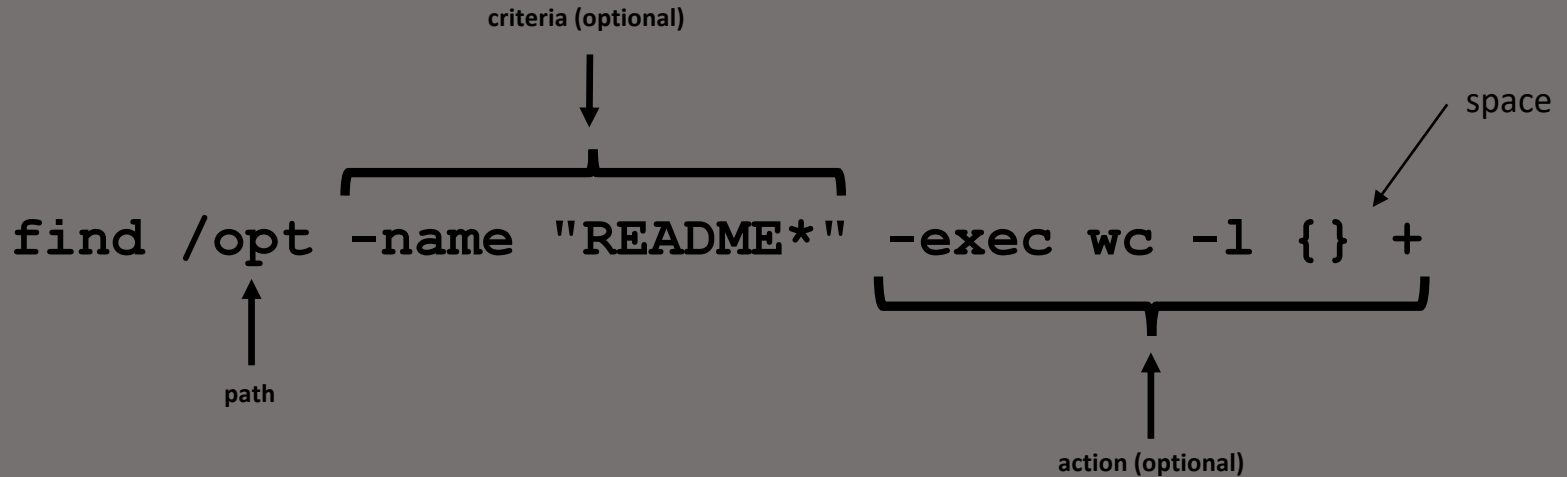 criteria (optional)
space
find /opt -name "README*" -exec wc -l {} +
path
action (optional)